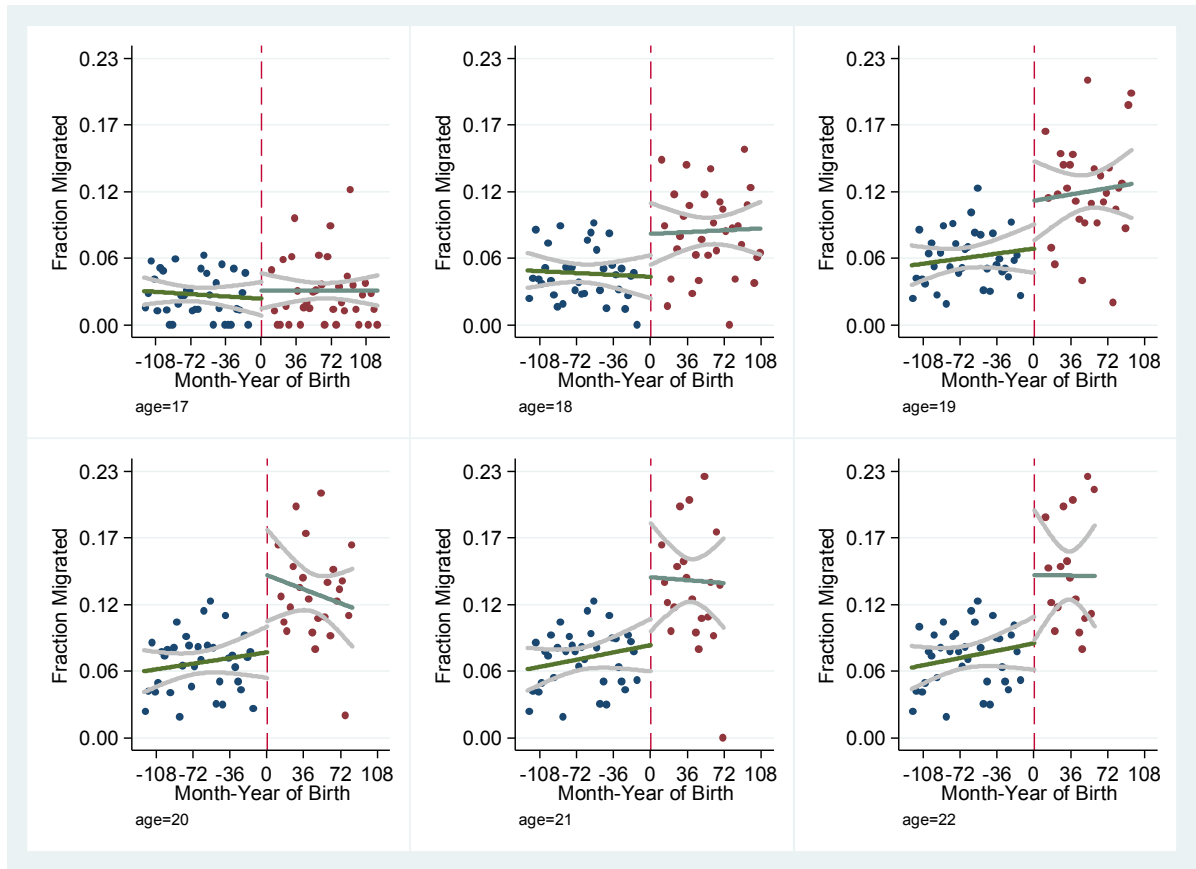 Fraction Migrated
0.23
0.17
0.12
0.06
0.00
-108 -72 -36 0 36 72 108
Month-Year of Birth
age=17
Fraction Migrated
0.23
0.17
0.12
0.06
0.00
-108 -72 -36 0 36 72 108
Month-Year of Birth
age=18
Fraction Migrated
0.23
0.17
0.12
0.06
0.00
-108 -72 -36 0 36 72 108
Month-Year of Birth
age=19
Fraction Migrated
0.23
0.17
0.12
0.06
0.00
-108 -72 -36 0 36 72 108
Month-Year of Birth
age=20
Fraction Migrated
0.23
0.17
0.12
0.06
0.00
-108 -72 -36 0 36 72 108
Month-Year of Birth
age=21
Fraction Migrated
0.23
0.17
0.12
0.06
0.00
-108 -72 -36 0 36 72 108
Month-Year of Birth
age=22